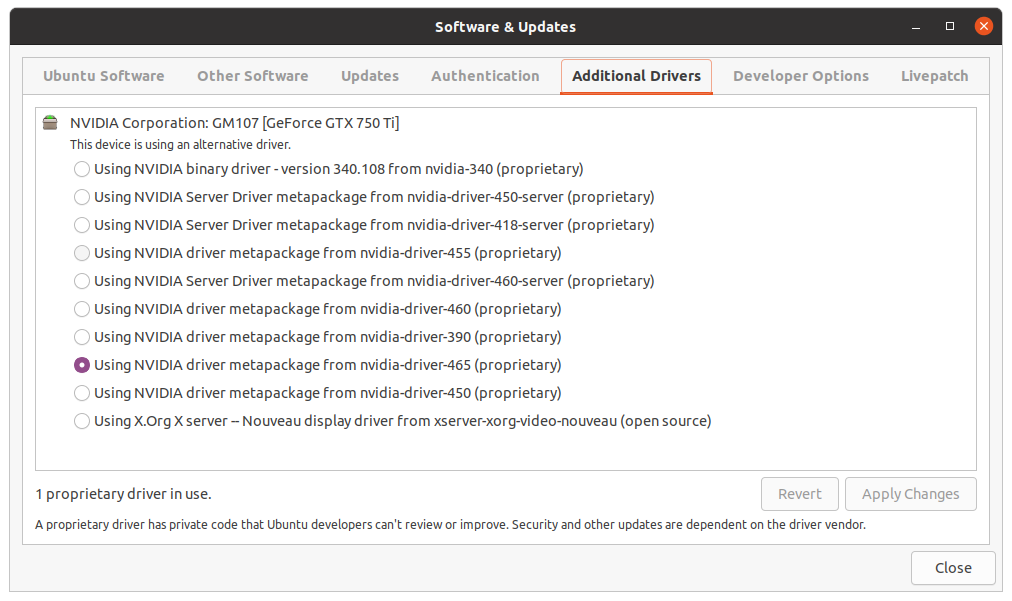 Software & Updates
Ubuntu Software Other Software Updates Authentication Additional Drivers Developer Options Livepatch
NVIDIA Corporation: GM107 [GeForce GTX 750 Ti]
This device is using an alternative driver.
Using NVIDIA binary driver - version 340.108 from nvidia-340 (proprietary)
Using NVIDIA Server Driver metapackage from nvidia-driver-450-server (proprietary)
Using NVIDIA Server Driver metapackage from nvidia-driver-418-server (proprietary)
Using NVIDIA driver metapackage from nvidia-driver-455 (proprietary)
Using NVIDIA Server Driver metapackage from nvidia-driver-460-server (proprietary)
Using NVIDIA driver metapackage from nvidia-driver-460 (proprietary)
Using NVIDIA driver metapackage from nvidia-driver-390 (proprietary)
Using NVIDIA driver metapackage from nvidia-driver-465 (proprietary)
Using NVIDIA driver metapackage from nvidia-driver-450 (proprietary)
Using X.Org X server -- Nouveau display driver from xserver-xorg-video-nouveau (open source)
1 proprietary driver in use.
Revert Apply Changes
A proprietary driver has private code that Ubuntu developers can't review or improve. Security and other updates are dependent on the driver vendor.
Close